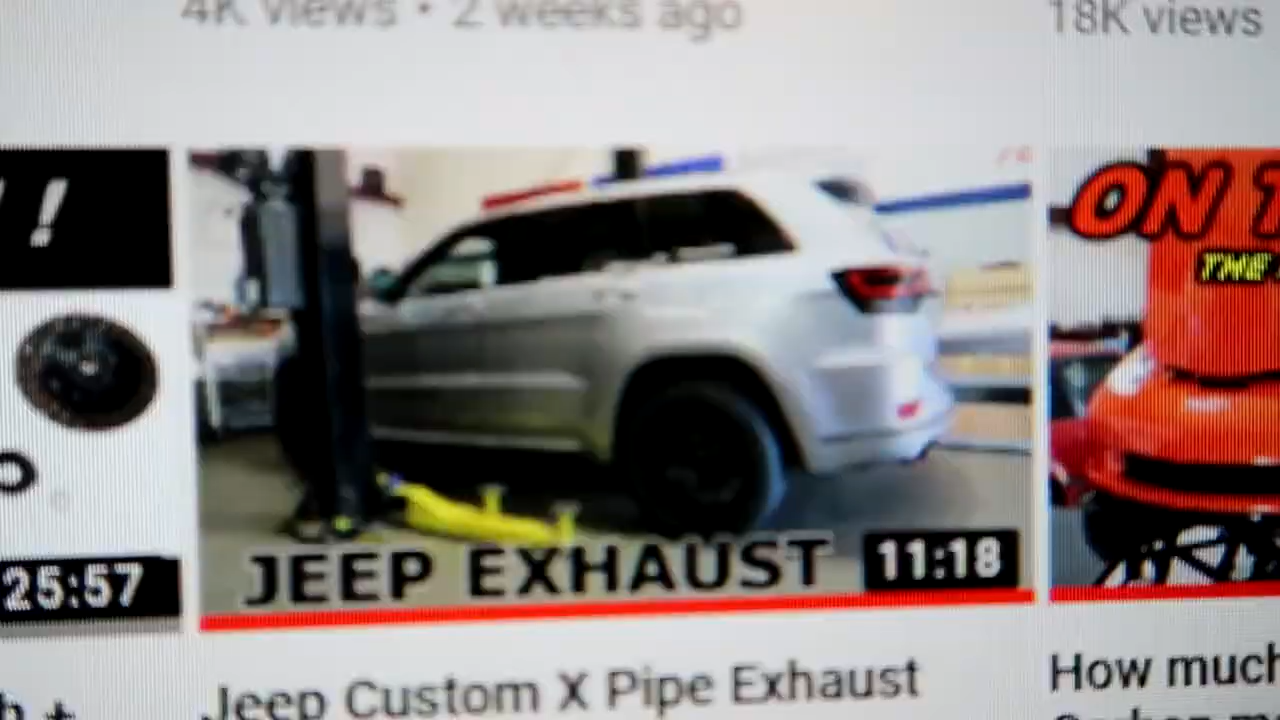 4K views • 2 weeks ago
18K views
!
ON T
THE
25:57
JEEP EXHAUST
11:18
Jeep Custom X Pipe Exhaust
How much